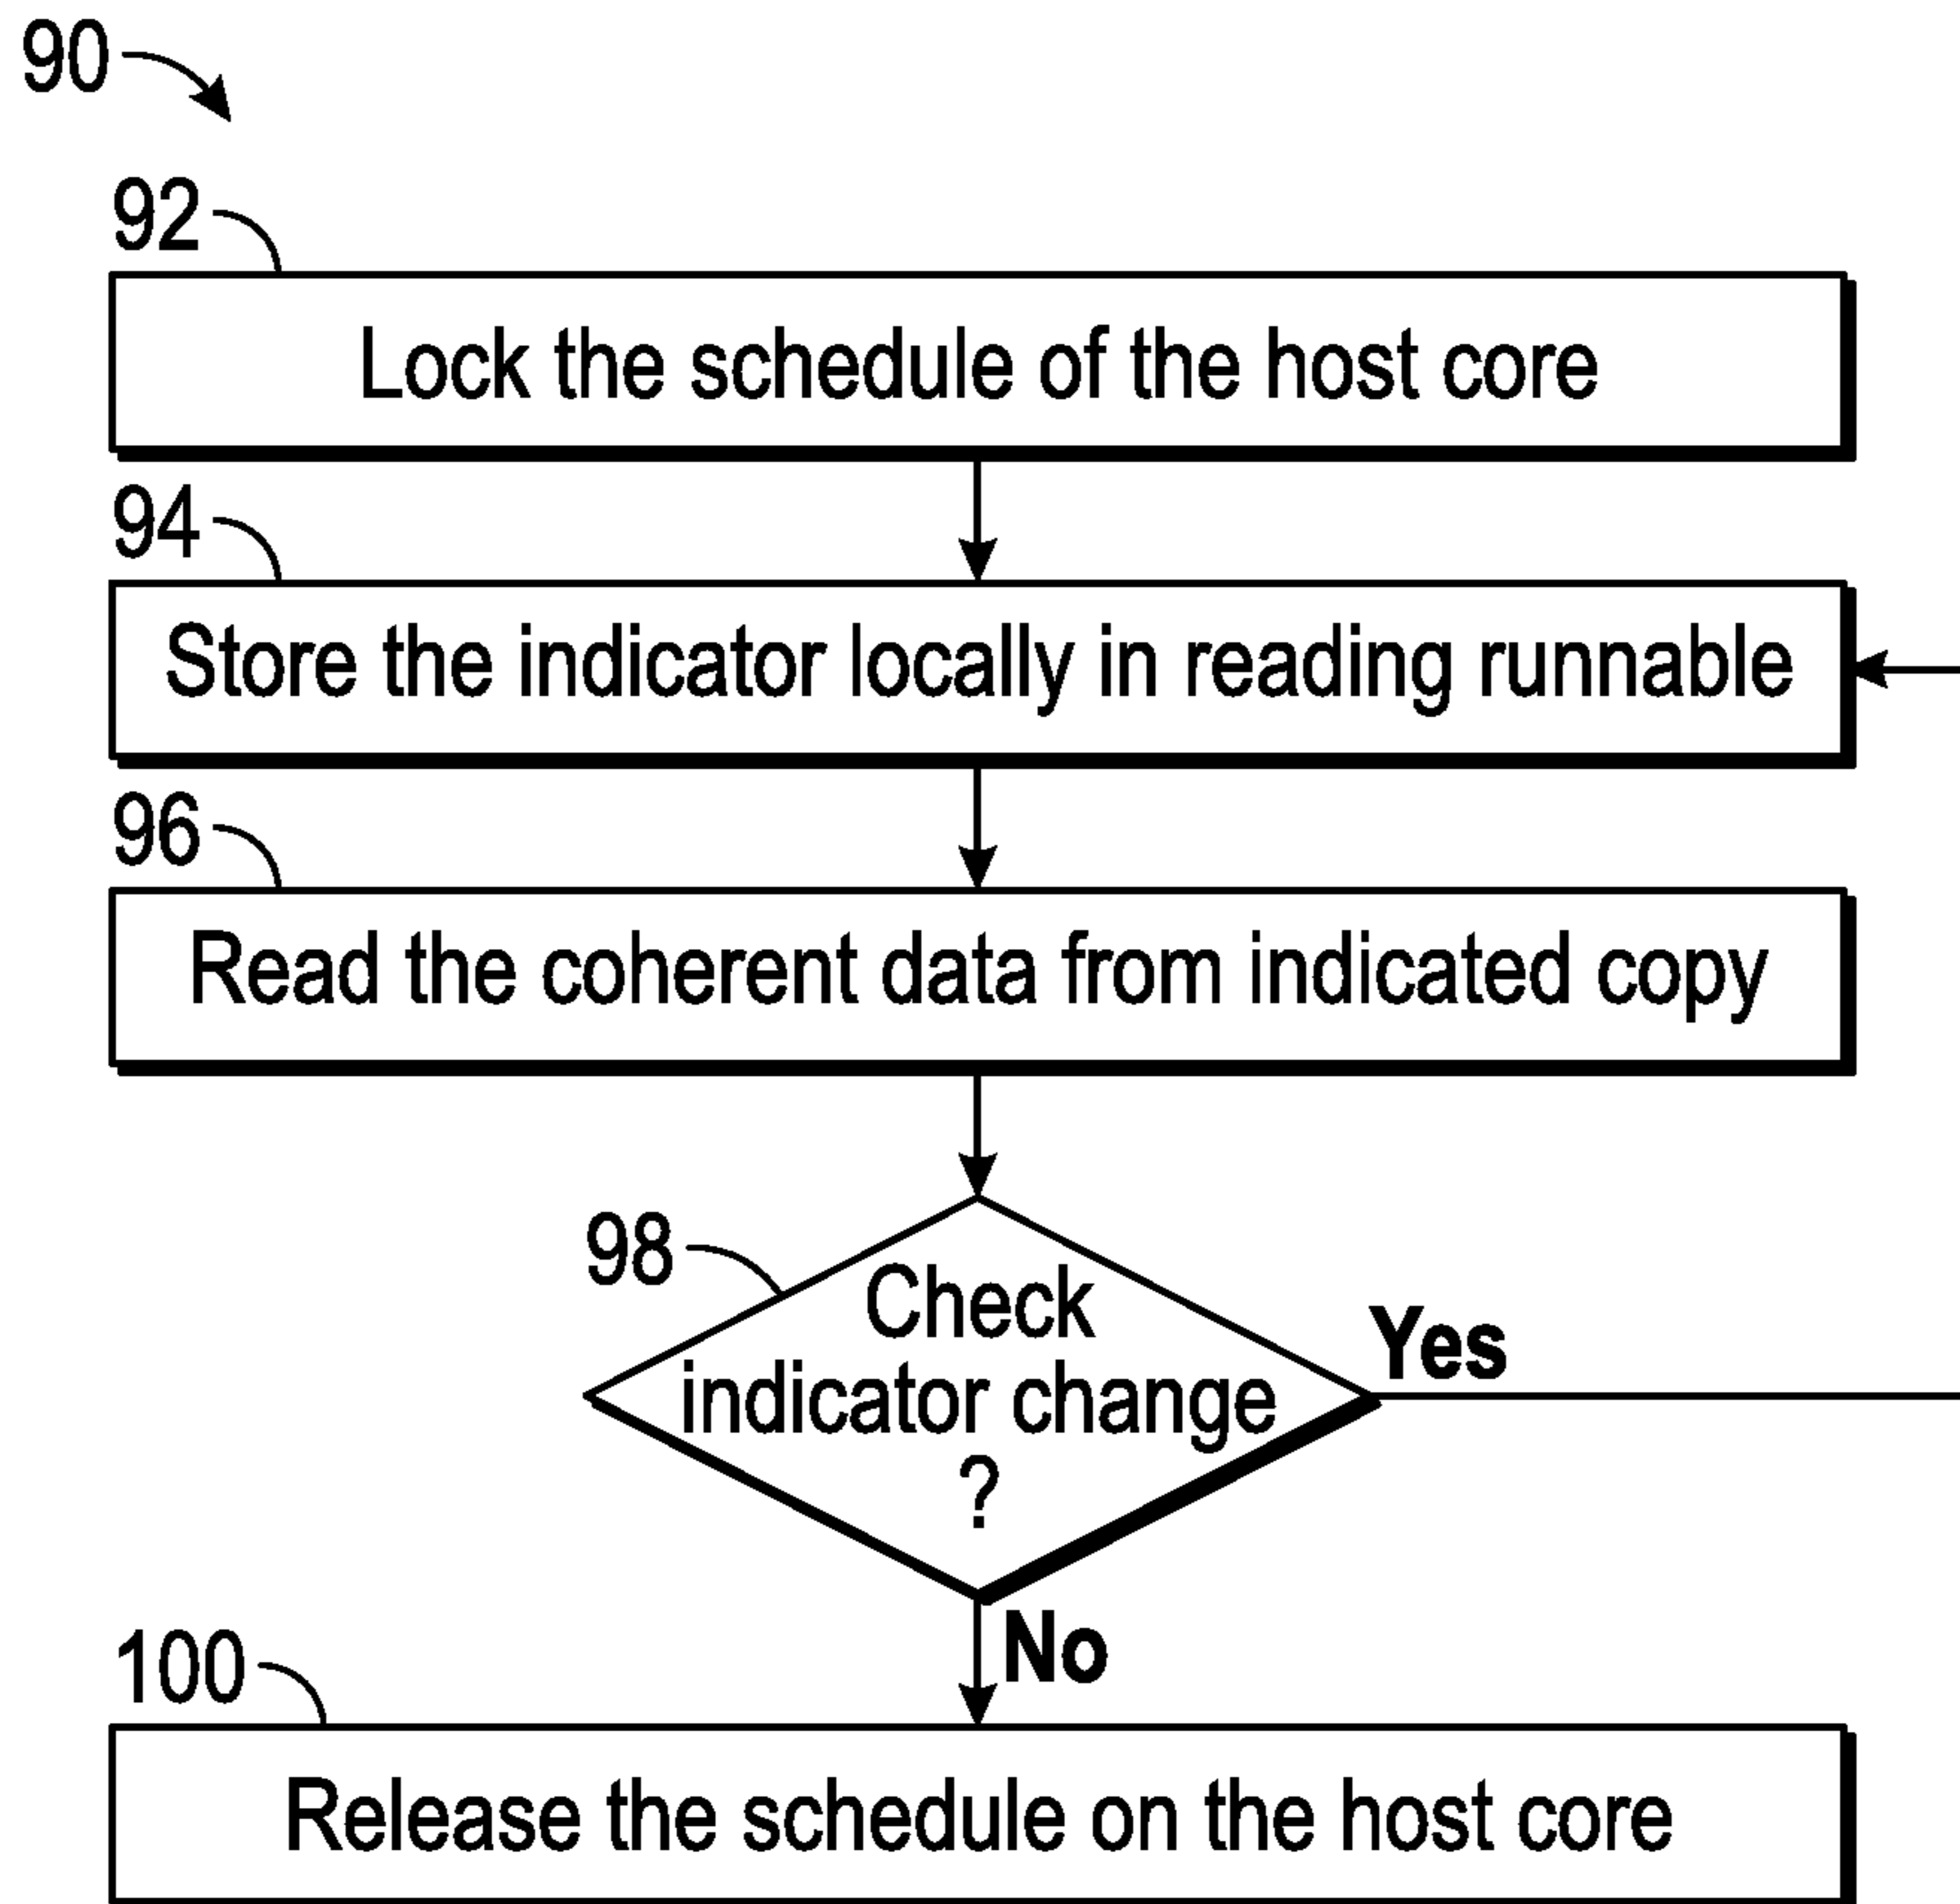 90
92
Lock the schedule of the host core
94
Store the indicator locally in reading runnable
96
Read the coherent data from indicated copy
98
Check
indicator change
?
Yes
No
100
Release the schedule on the host core